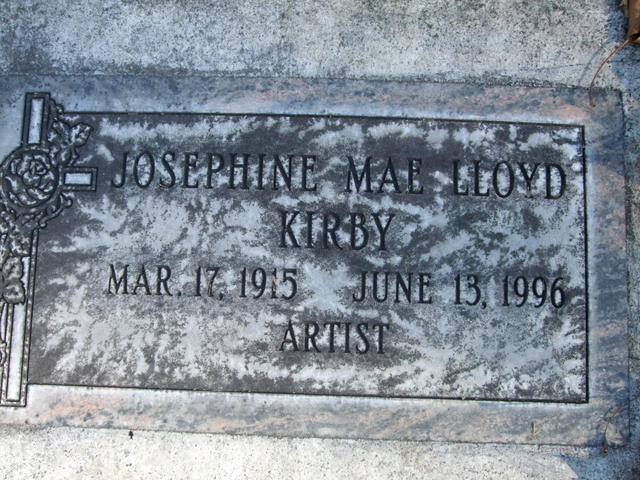 JOSEPHINE MAE LLOYD
KIRBY
MAR. 17, 1915 JUNE 13, 1996
ARTIST